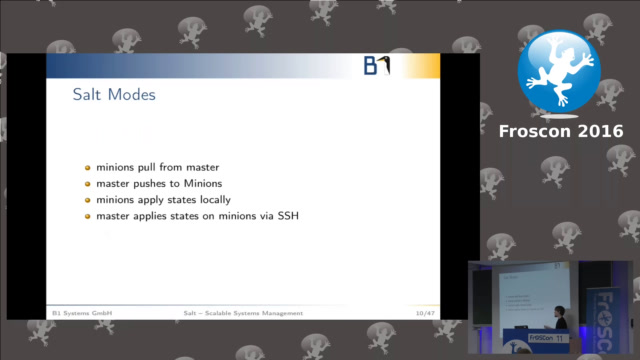 B1
Salt Modes
minions pull from master
master pushes to Minions
minions apply states locally
master applies states on minions via SSH
B1 Systems GmbH
Salt – Scalable Systems Management
10/47
Froscon 2016
FrOSCon 11